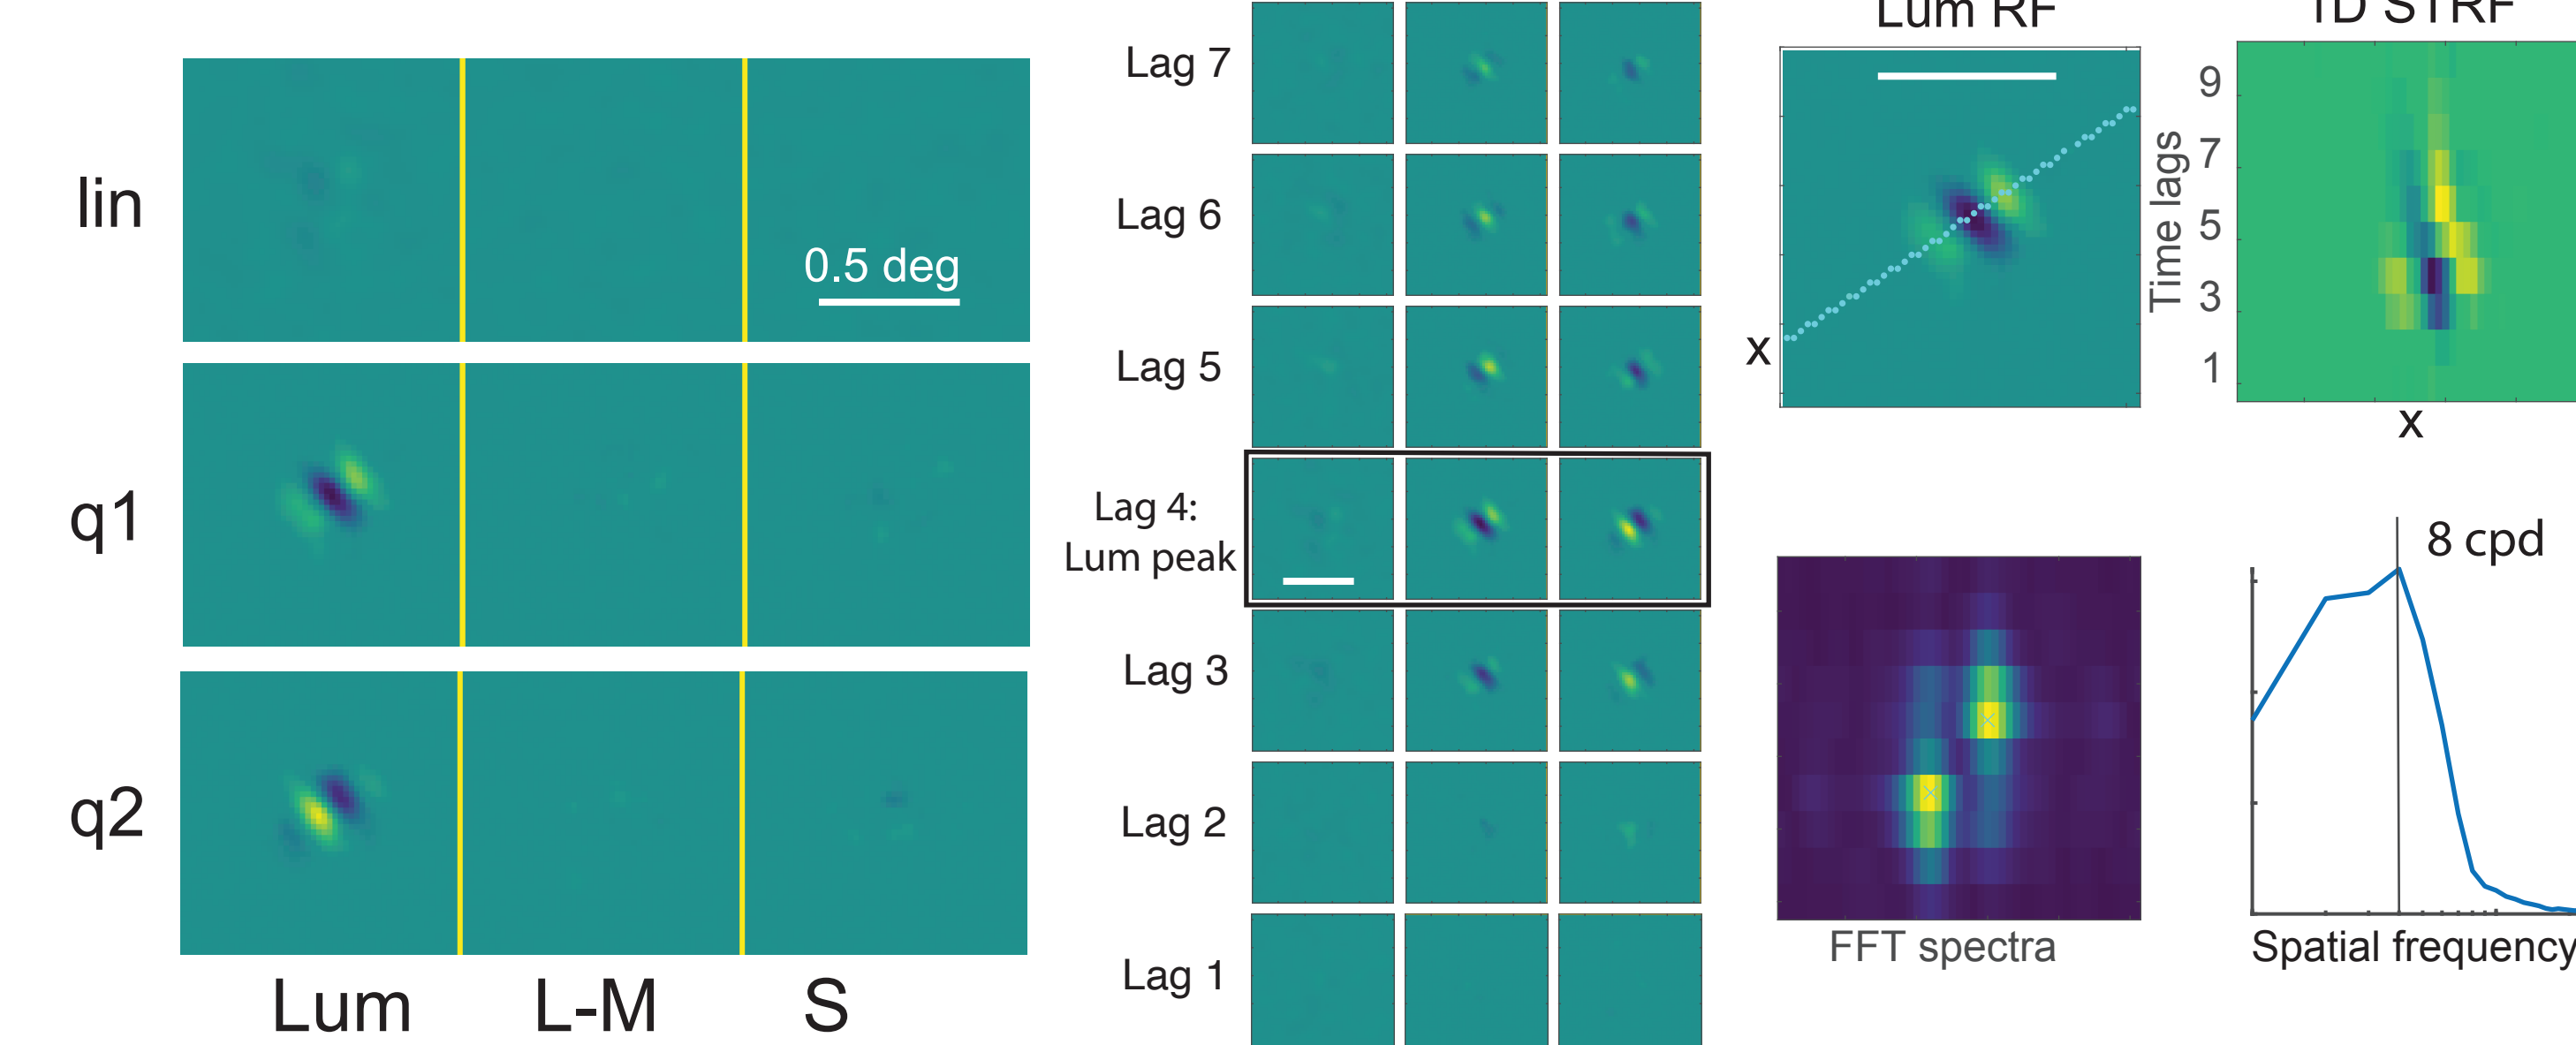 lin
0.5 deg
q1
q2
Lum
L-M
S
Lag 7
Lag 6
Lag 5
Lag 4:
Lum peak
Lag 3
Lag 2
Lag 1
Lum RF
x
1D STRF
Time lags
9
7
5
3
1
x
FFT spectra
8 cpd
Spatial frequency